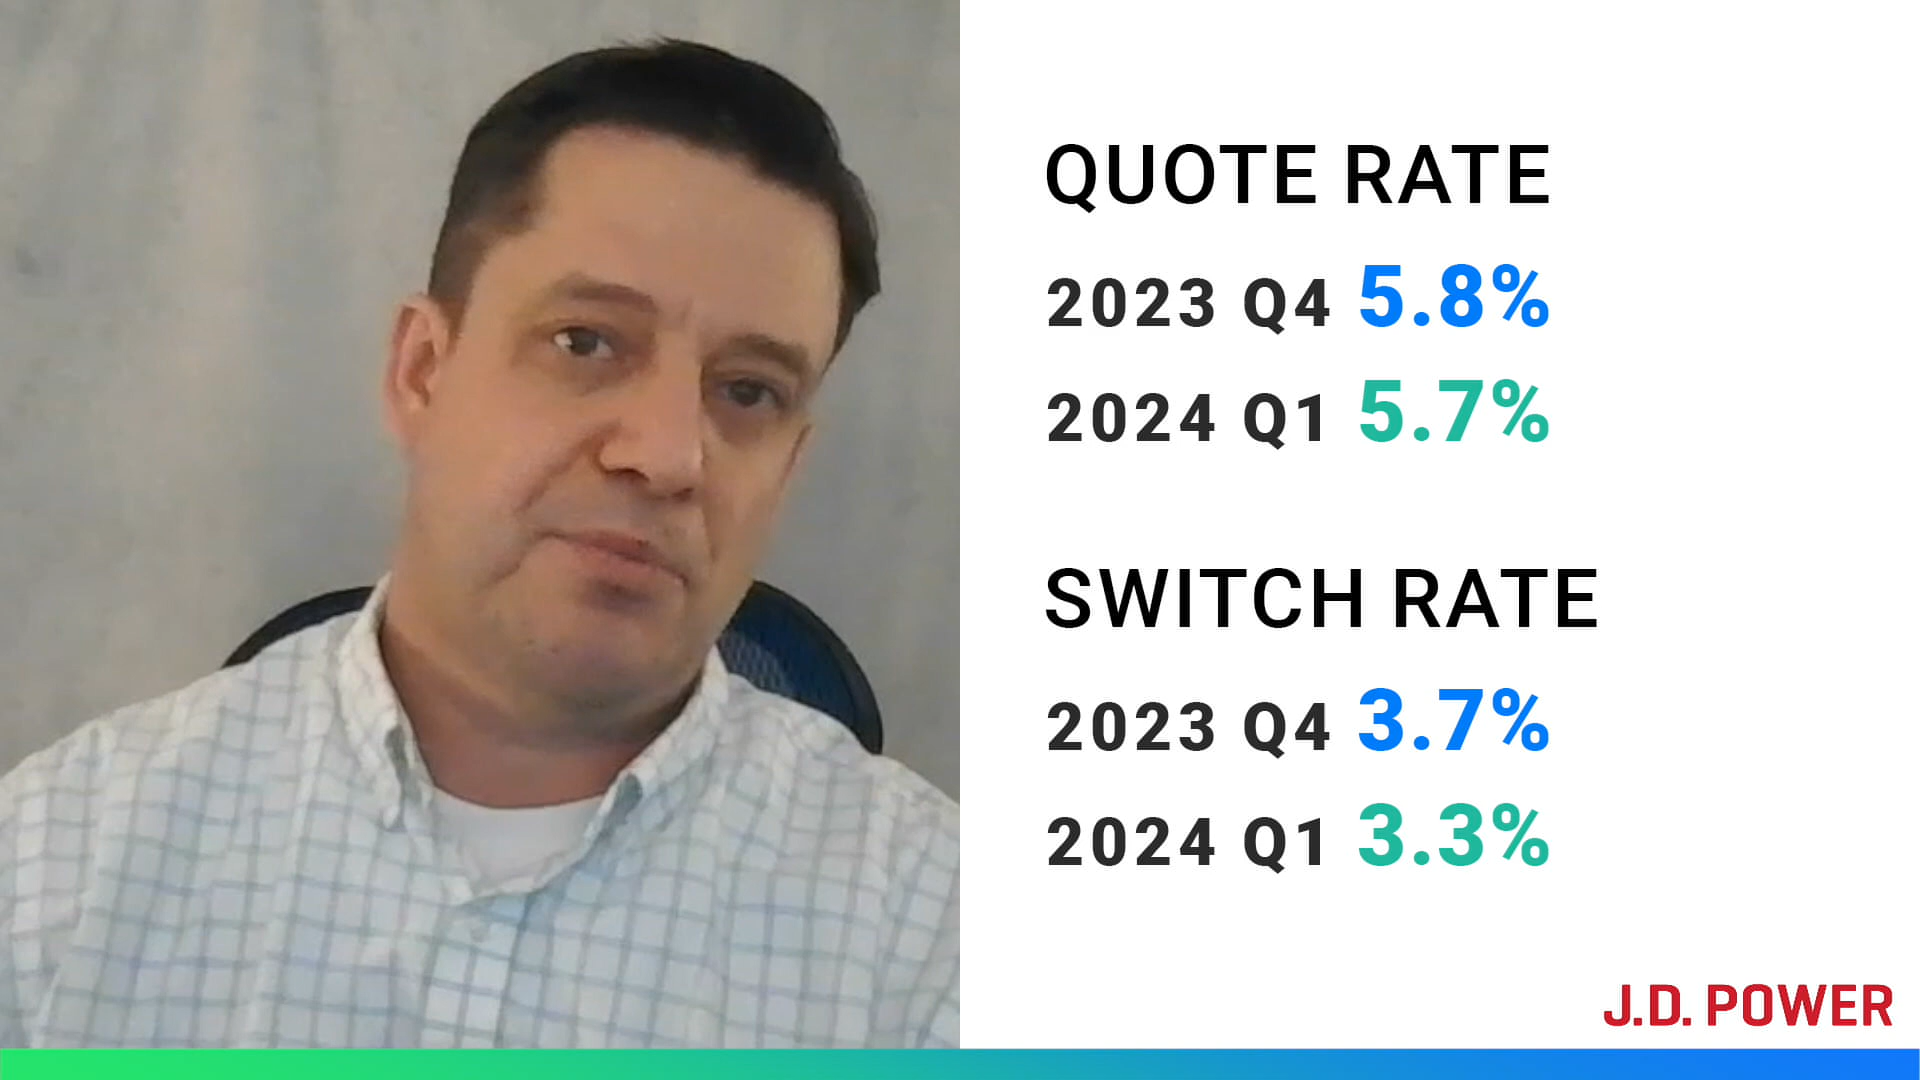 QUOTE RATE
2023 Q4 5.8%
2024 Q1 5.7%
SWITCH RATE
2023 Q4 3.7%
2024 Q1 3.3%
J.D. POWER